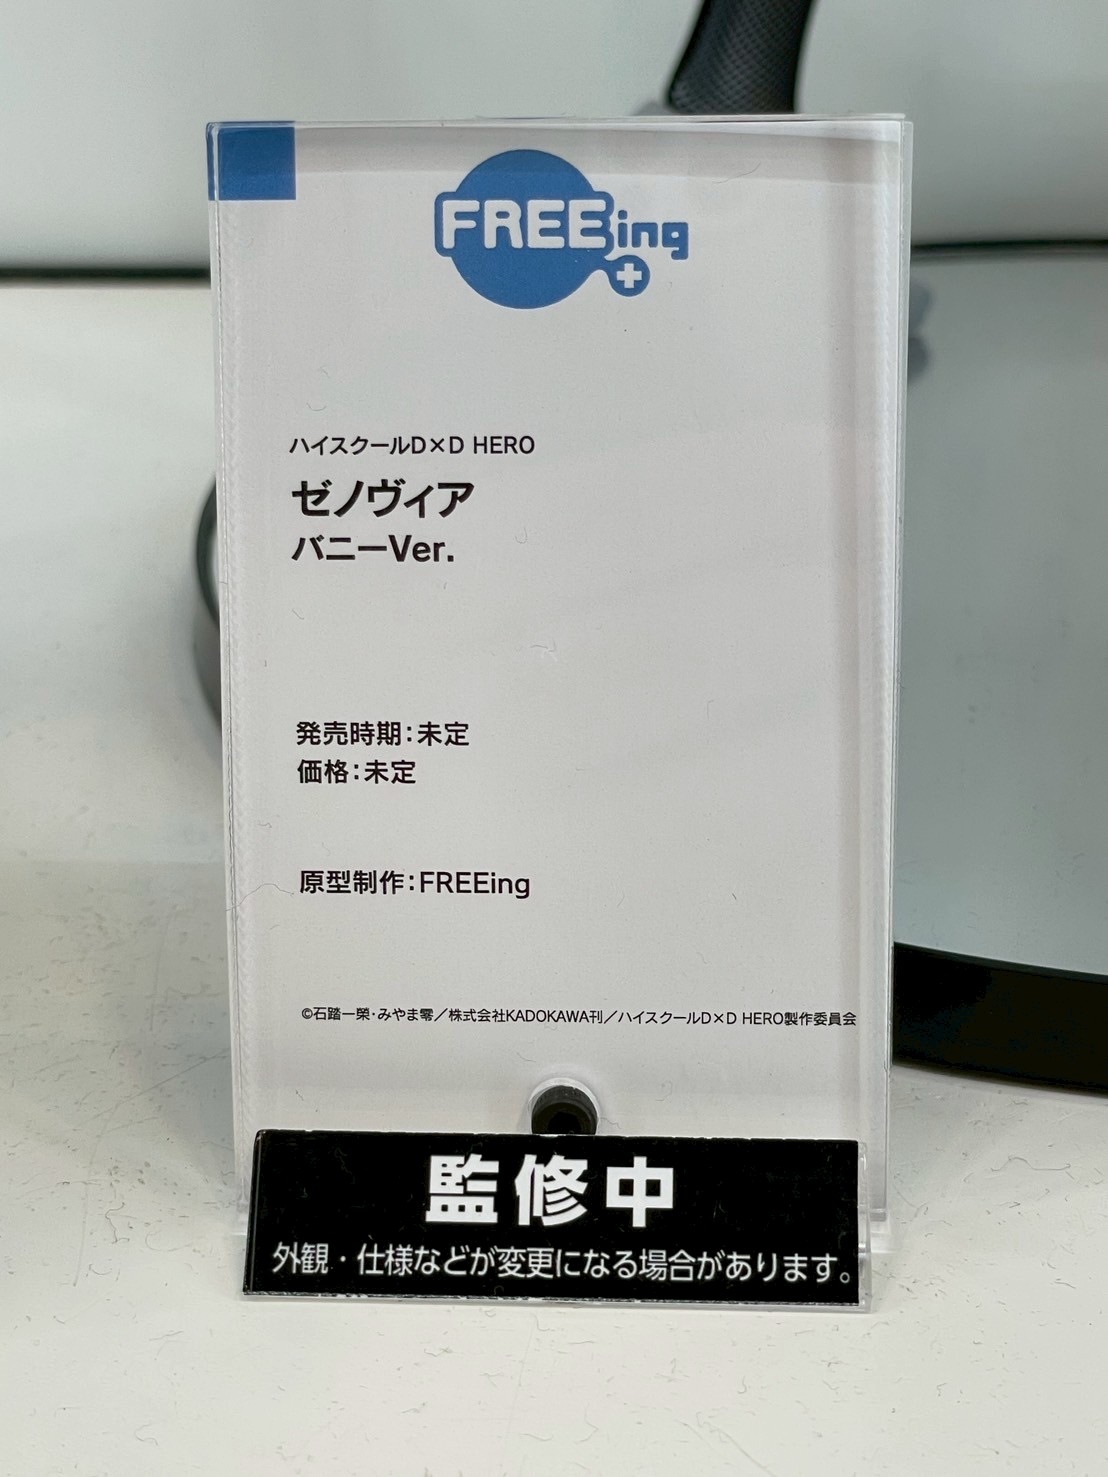 FREEing
ハイスクールD×D HERO
ゼノヴィア
バニーVer.
発売時期：未定
価格：未定
原型制作：FREEing
©石踏一榮・みやま零／株式会社KADOKAWA刊／ハイスクールD×D HERO製作委員会
監修中
外観・仕様などが変更になる場合があります。